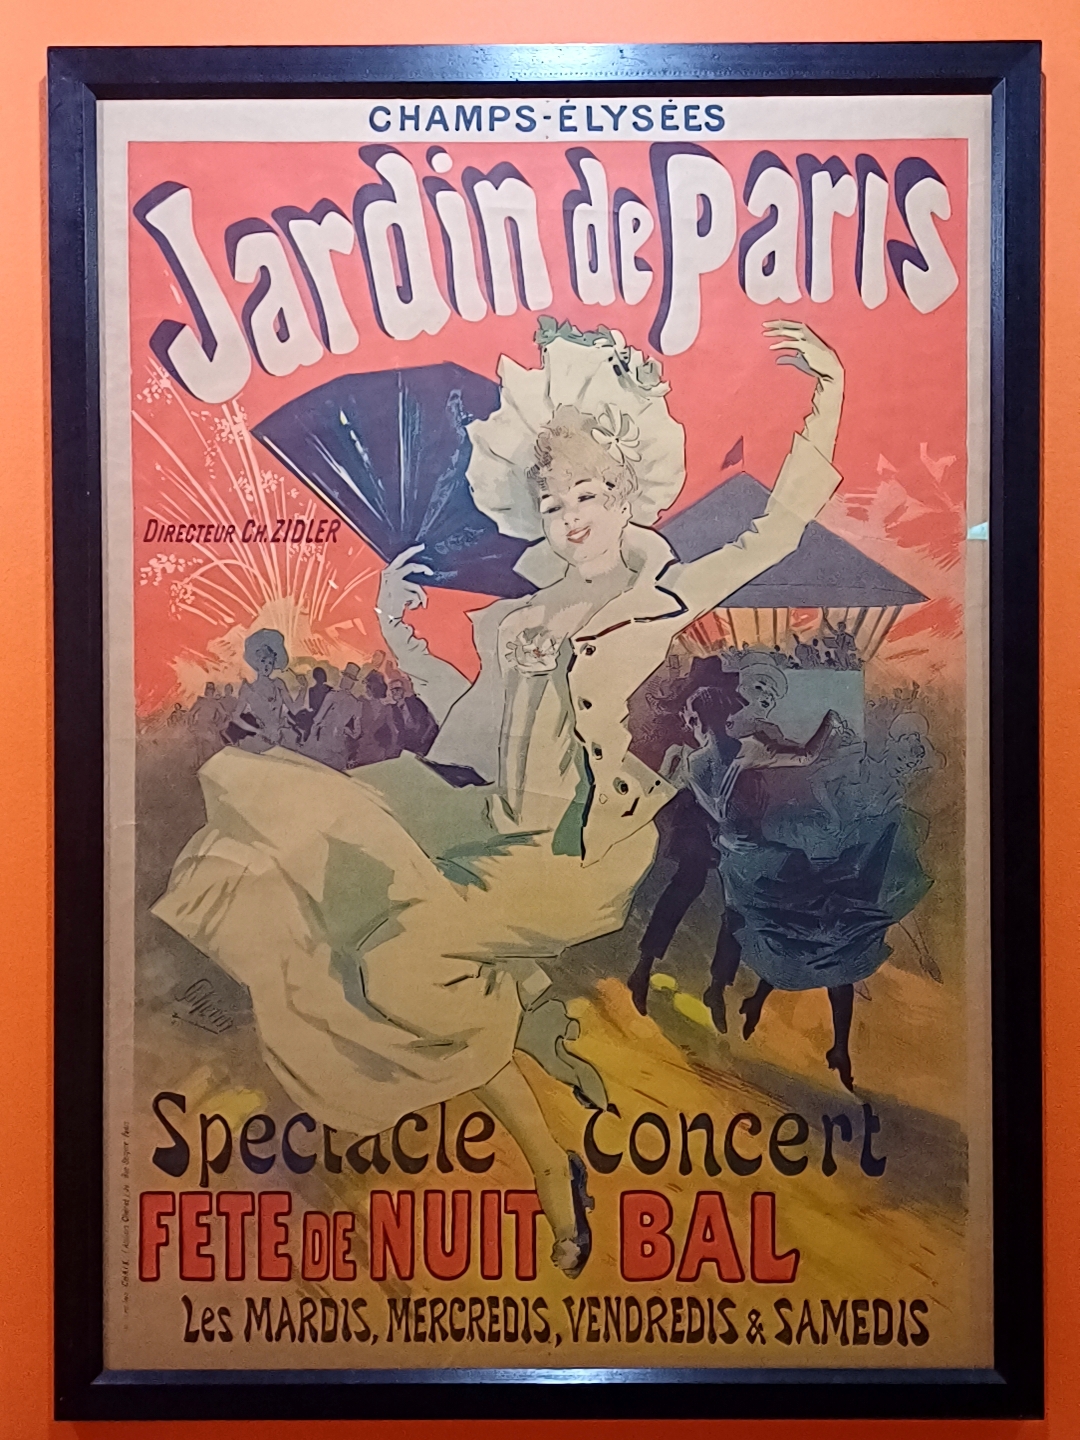 CHAMPS-ÉLYSÉES
Jardin de Paris
DIRECTEUR CH. ZIDLER
Spectacle Concert
FETE DE NUIT BAL
Les MARDIS, MERCREDIS, VENDREDIS & SAMEDIS